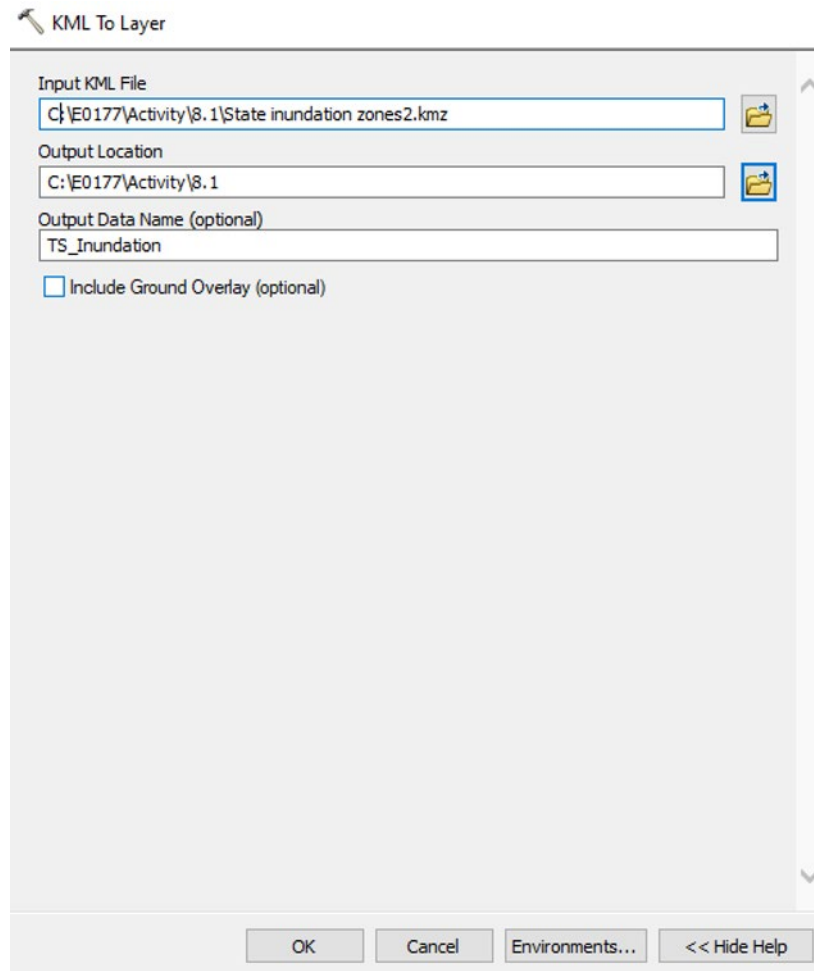 KML To Layer
Input KML File
C:\E0177\Activity\8.1\State inundation zones2.kmz
Output Location
C:\E0177\Activity\8.1
Output Data Name (optional)
TS_Inundation
Include Ground Overlay (optional)
OK Cancel Environments... << Hide Help